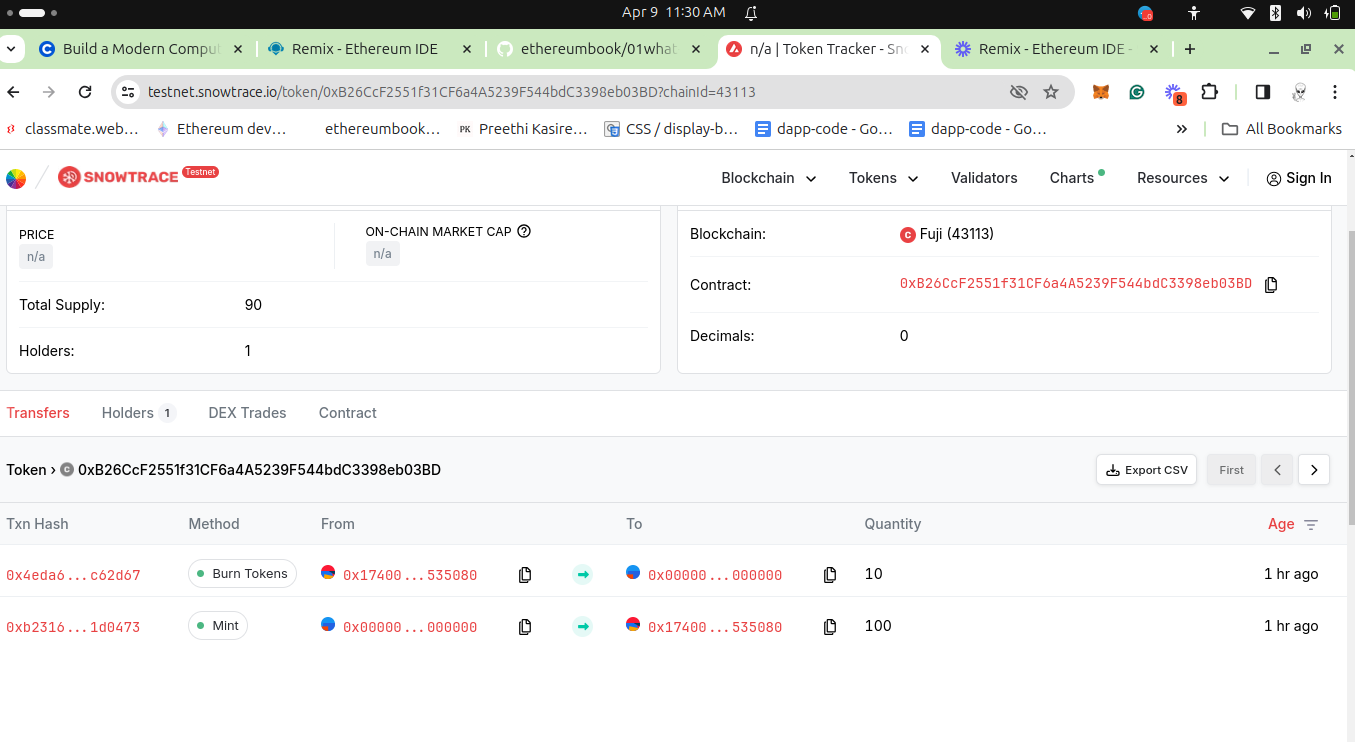 Apr 9 11:30 AM
Build a Modern Comput
Remix - Ethereum IDE
ethereumbook/01what
n/a | Token Tracker - Sno
Remix - Ethereum IDE -
testnet.snowtrace.io/token/0xB26CcF2551f31CF6a4A5239F544bdC3398eb03BD?chainId=43113
8
classmate.web... Ethereum dev... ethereumbook... PK Preethi Kasire... CSS / display-b... dapp-code - Go... dapp-code - Go... » All Bookmarks
SNOWTRACE Testnet Blockchain Tokens Validators Charts Resources Sign In
PRICE
n/a
ON-CHAIN MARKET CAP
n/a
Total Supply: 90
Holders: 1
Blockchain: Fuji (43113)
Contract: 0xB26CcF2551f31CF6a4A5239F544bdC3398eb03BD
Decimals: 0
Transfers Holders 1 DEX Trades Contract
Token › 0xB26CcF2551f31CF6a4A5239F544bdC3398eb03BD Export CSV First
Txn Hash Method From To Quantity Age
0x4eda6...c62d67 Burn Tokens 0x17400...535080 0x00000...000000 10 1 hr ago
0xb2316...1d0473 Mint 0x00000...000000 0x17400...535080 100 1 hr ago